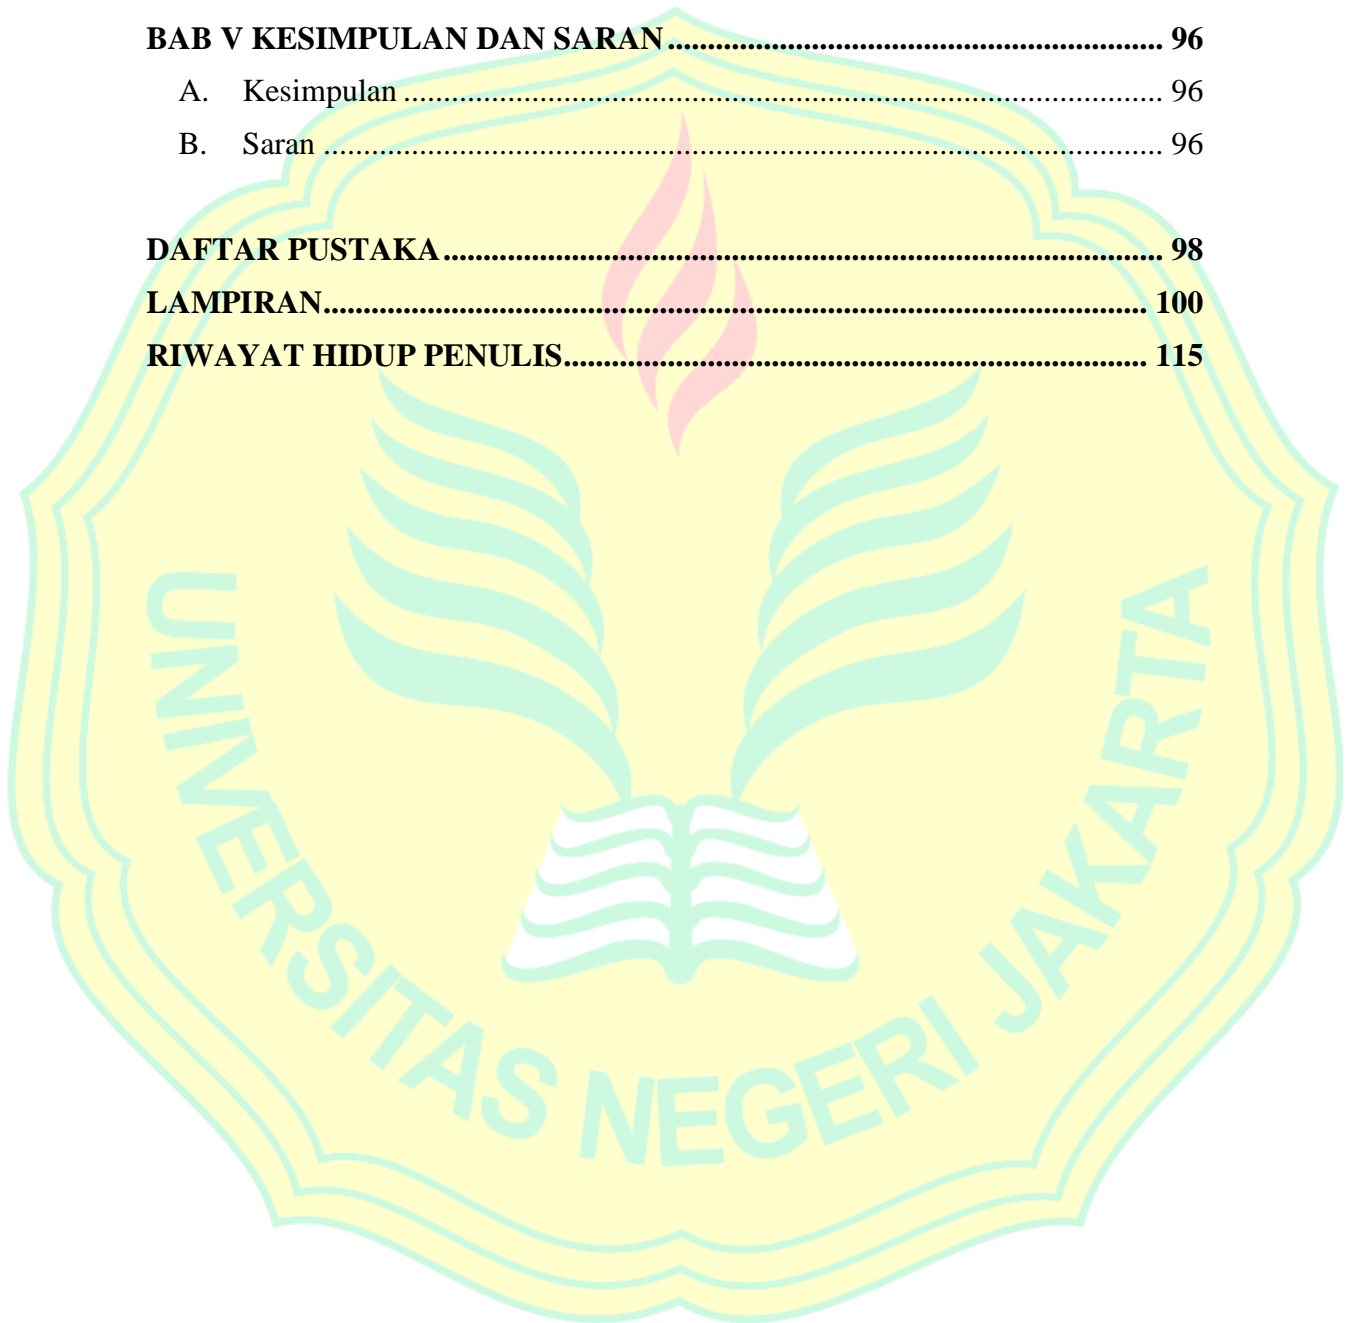 BAB V KESIMPULAN DAN SARAN .............................................................. 96
A. Kesimpulan ............................................................................................... 96
B. Saran ......................................................................................................... 96
DAFTAR PUSTAKA .......................................................................................... 98
LAMPIRAN ....................................................................................................... 100
RIWAYAT HIDUP PENULIS ......................................................................... 115
UNIVERSITAS NEGERI JAKARTA